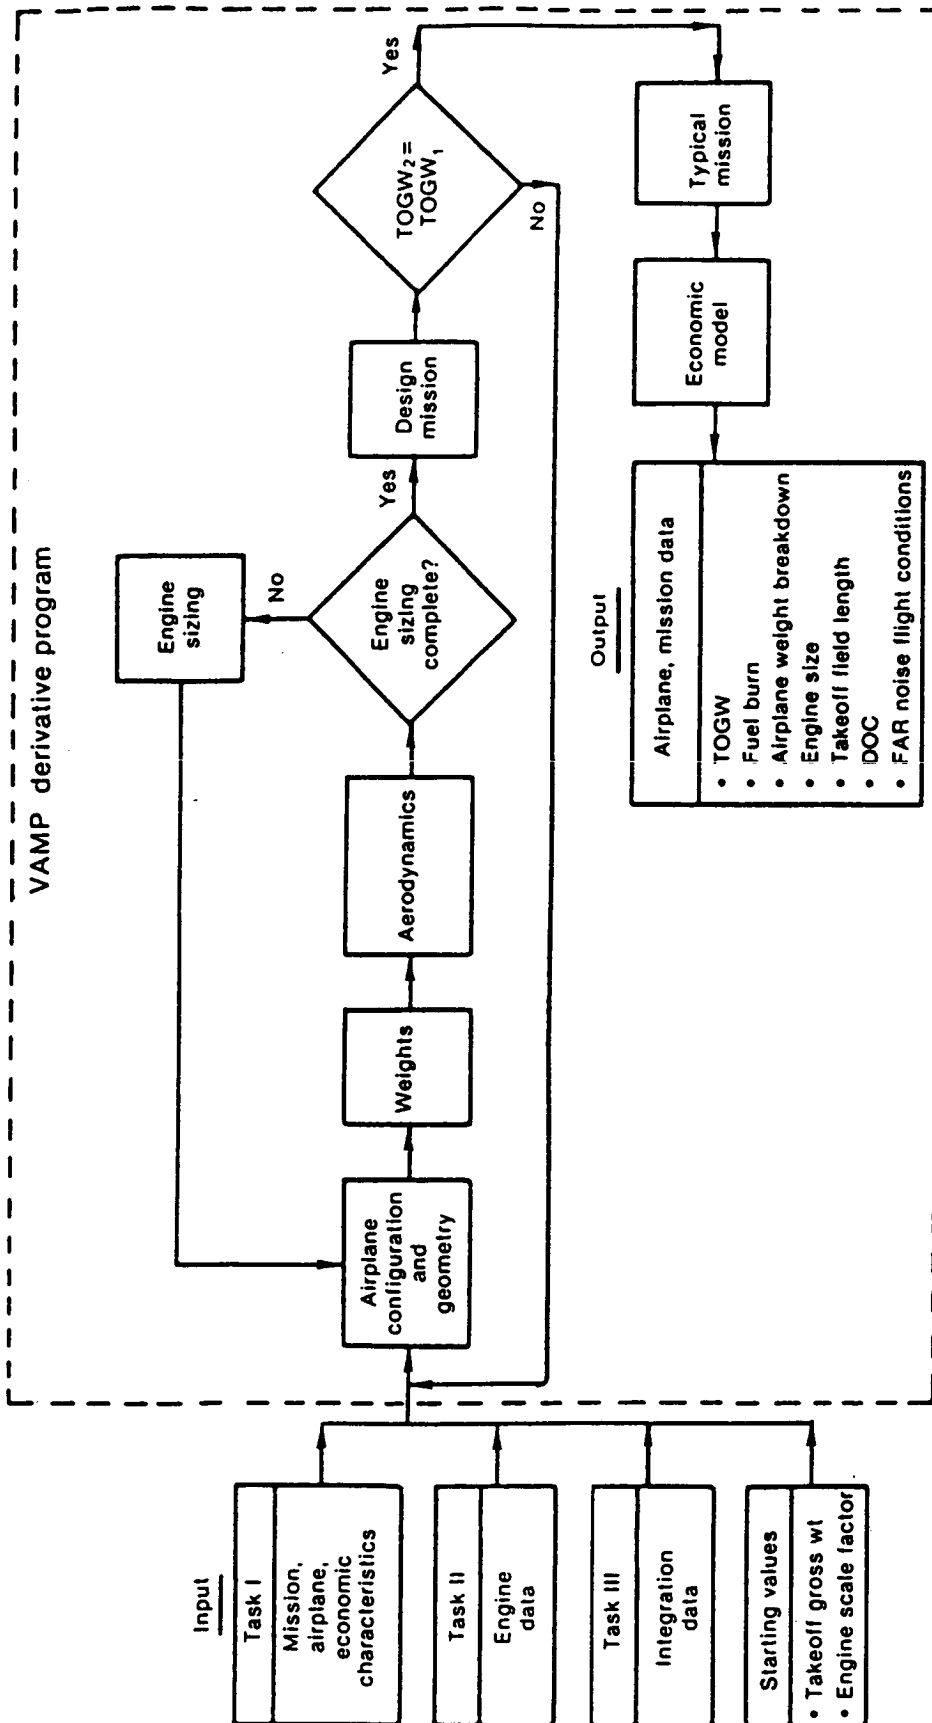 VAMP derivative program
Input
Task I
Mission,
airplane,
economic
characteristics
Task II
Engine
data
Task III
Integration
data
Starting values
• Takeoff gross wt
• Engine scale factor
Airplane
configuration
and
geometry
Weights
Aerodynamics
Engine
sizing
complete?
No
Engine
sizing
Yes
Design
mission
TOGW2 =
TOGW1
No
Yes
Typical
mission
Economic
model
Output
Airplane, mission data
• TOGW
• Fuel burn
• Airplane weight breakdown
• Engine size
• Takeoff field length
• DOC
• FAR noise flight conditions